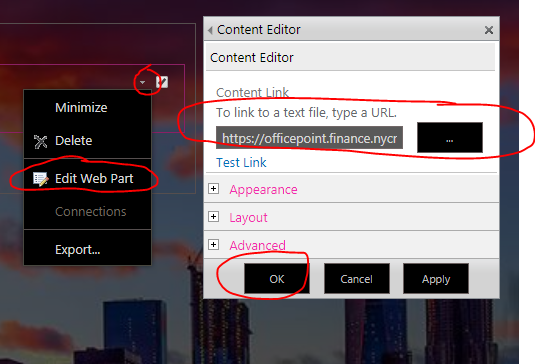 Content Editor
Content Editor
Content Link
To link to a text file, type a URL.
https://officepoint.finance.nycr
...
Test Link
Appearance
Layout
Advanced
OK
Cancel
Apply
Minimize
Delete
Edit Web Part
Connections
Export...